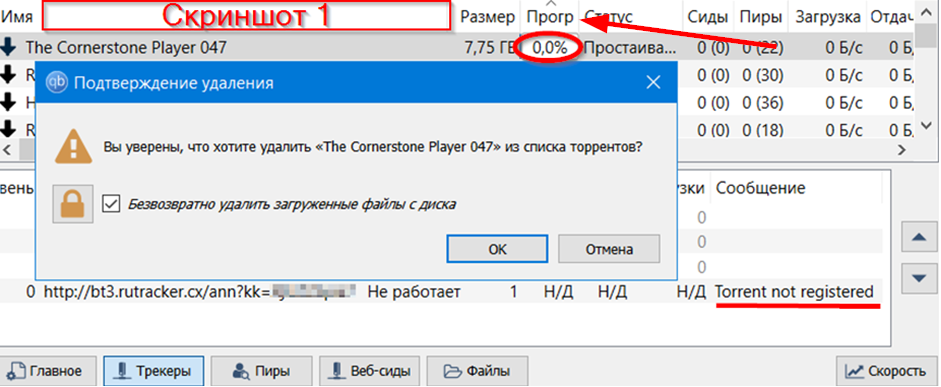 Скриншот 1
Имя Размер Прогр Статус Сиды Пиры Загрузка Отдач
The Cornerstone Player 047 7,75 ГБ 0,0% Простаива... 0 (0) 0 (22) 0 Б/с 0 Б,
R 0 (0) 0 (30) 0 Б/с 0 Б,
H 0 (0) 0 (36) 0 Б/с 0 Б,
R 0 (0) 0 (18) 0 Б/с 0 Б,
qb Подтверждение удаления
Вы уверены, что хотите удалить «The Cornerstone Player 047» из списка торрентов?
Безвозвратно удалить загруженные файлы с диска
OK Отмена
вень узки Сообщение
0
0
0
0 http://bt3.rutracker.cx/ann?kk= Не работает 1 Н/Д Н/Д Н/Д Torrent not registered
Главное Трекеры Пиры Веб-сиды Файлы Скорость